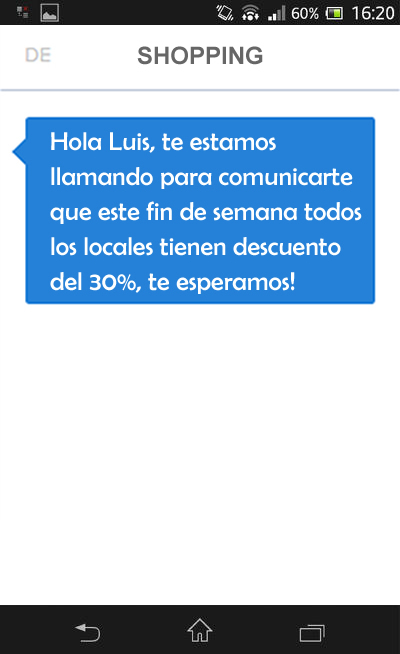 60% 16:20
DE SHOPPING
Hola Luis, te estamos
llamando para comunicarte
que este fin de semana todos
los locales tienen descuento
del 30%, te esperamos!